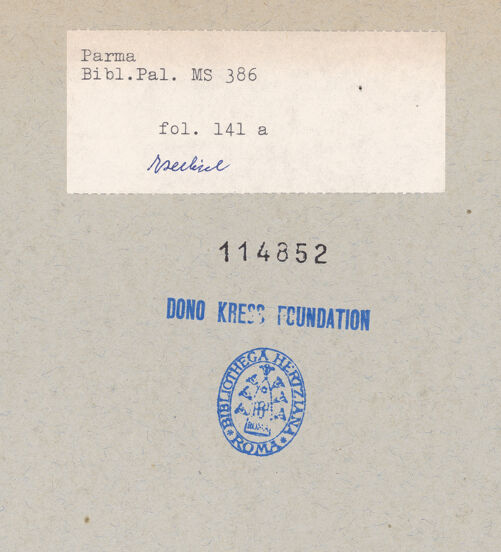 Parma
Bibl.Pal. MS 386
fol. 141 a
114852
DONO KRESS FOUNDATION
BIBLIOTHECA HERTZIANA
ROMA